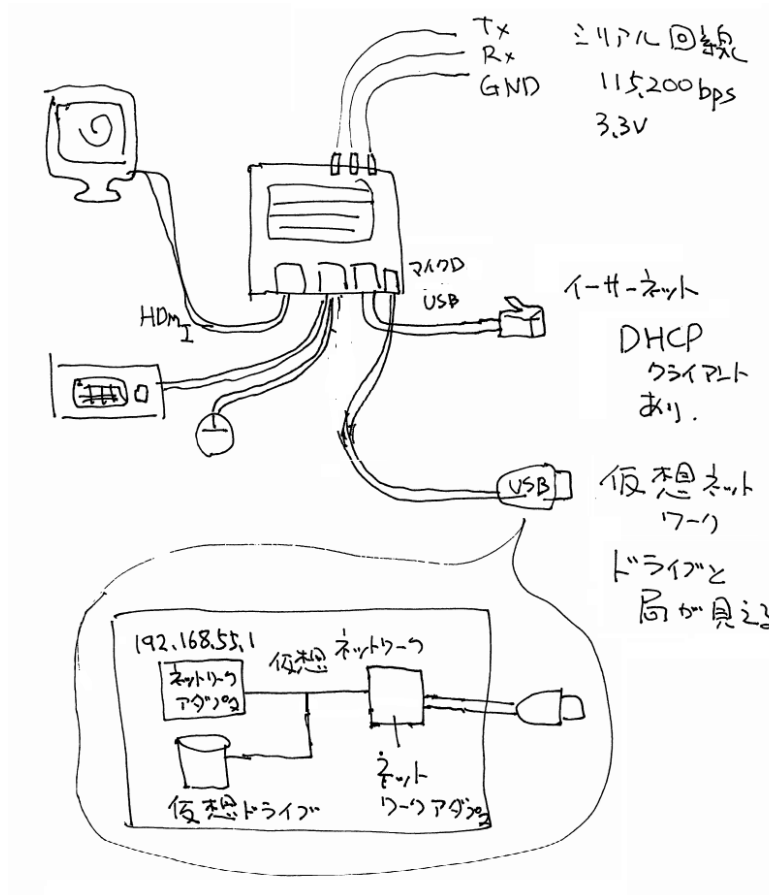 Tx
Rx
GND
シリアル回線
115,200bps
3.3V
マイクロ
USB
HDMI
イーサーネット
DHCP
クライアント
あり.
USB
仮想ネット
ワーク
ドライブと
局が見える
192.168.55.1
仮想ネットワーク
ネットワーク
アダプタ
仮想ドライブ
ネット
ワークアダプタ